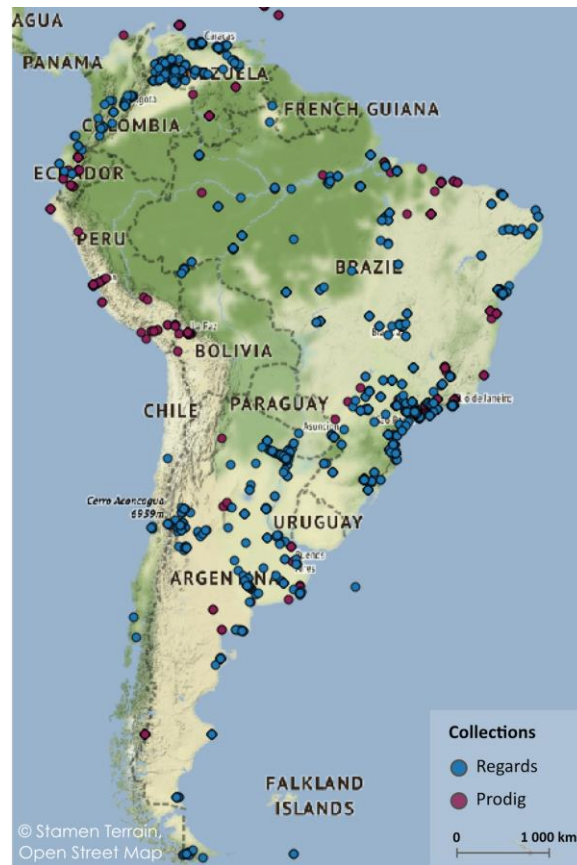 AGUA
PANAMA
Caracas
COLOMBIA
FRENCH GUIANA
ECUADOR
PERU
BRAZIL
BOLIVIA
PARAGUAY
CHILE
Cerro Aconcagua
6959m
URUGUAY
ARGENTINA
FALKLAND
ISLANDS
Collections
Regards
Prodig
0 1 000 km
© Stamen Terrain,
Open Street Map